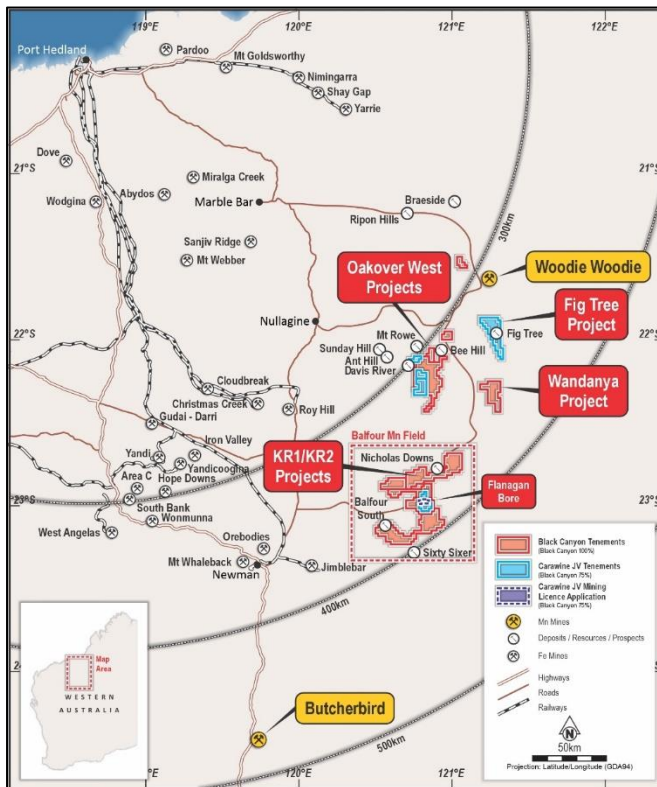 119°E
120°E
121°E
122°E
Port Hedland
Pardoo
Mt Goldsworthy
Nimingarra
Shay Gap
Yarrie
Dove
21°S
21°S
Miralga Creek
Abydos
Wodgina
Marble Bar
Braeside
Ripon Hills
300km
Sanjiv Ridge
Mt Webber
Oakover West
Projects
Woodie Woodie
Fig Tree
Project
Nullagine
22°S
22°S
Mt Rowe
Fig Tree
Sunday Hill
Ant Hill
Bee Hill
Davis River
Cloudbreak
Christmas Creek
Roy Hill
Wandanya
Project
Gudai - Darri
Iron Valley
Balfour Mn Field
KR1/KR2
Projects
Nicholas Downs
Yandi
Yandicoogina
Area C
Hope Downs
Flanagan
Bore
23°S
23°S
South Bank
Balfour
South
West Angelas
Wonmunna
Orebodies
Sixty Sixer
Mt Whaleback
Newman
Jimblebar
400km
Black Canyon Tenements
(Black Canyon 100%)
Carawine JV Tenements
(Black Canyon 75%)
Carawine JV Mining
Licence Application
(Black Canyon 75%)
Mn Mines
Deposits / Resources / Prospects
Fe Mines
Highways
Roads
Railways
N
50km
Projection: Latitude/Longitude (GDA94)
Map
Area
WESTERN
AUSTRALIA
24°
Butcherbird
500km
119°E
120°E
121°E